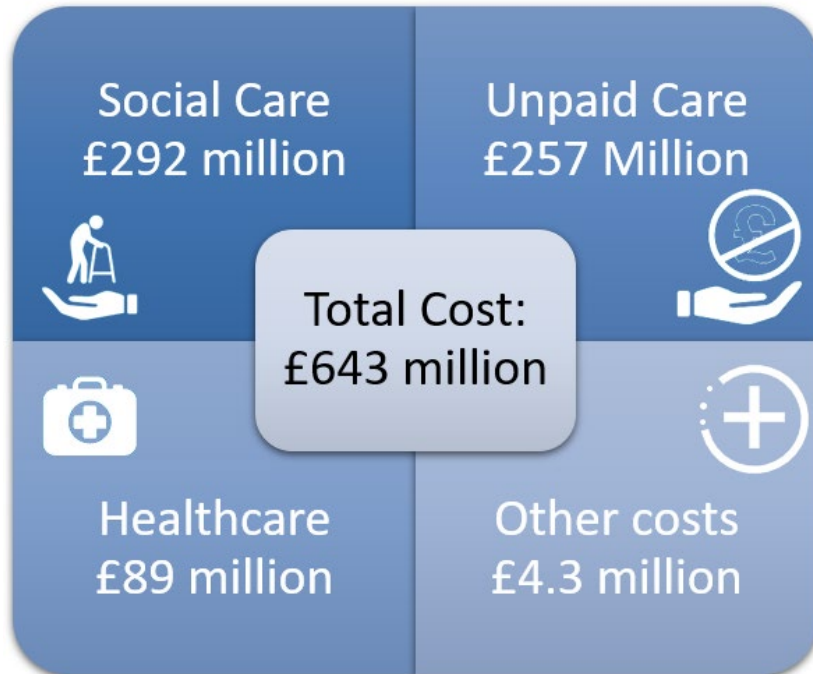 Social Care
£292 million
Unpaid Care
£257 Million
Total Cost:
£643 million
Healthcare
£89 million
Other costs
£4.3 million